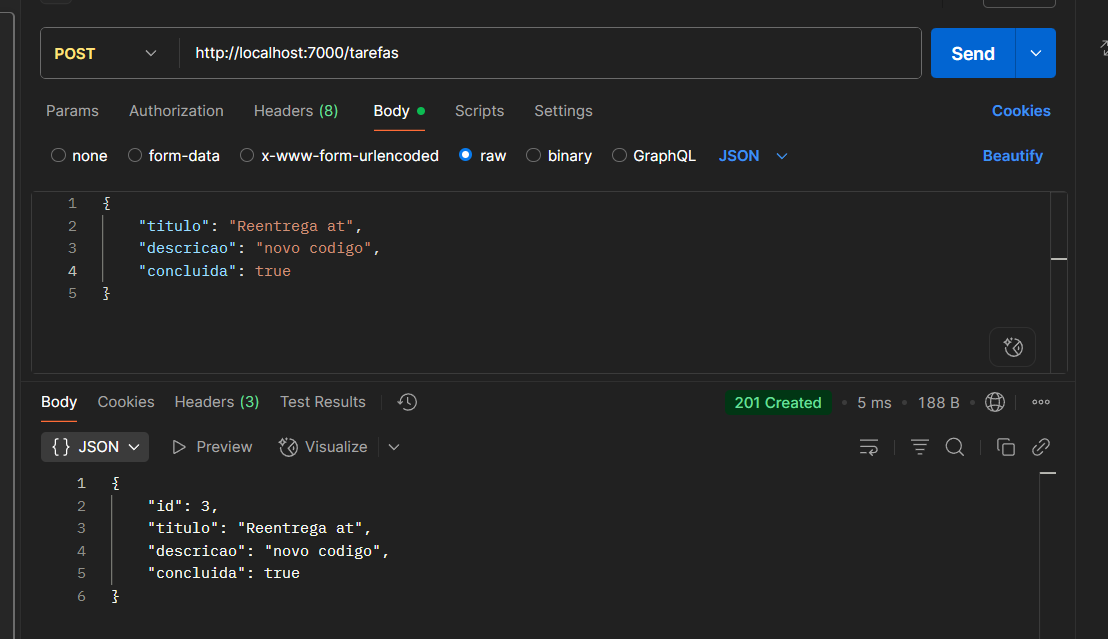 POST http://localhost:7000/tarefas Send
Params Authorization Headers (8) Body Scripts Settings Cookies
none form-data x-www-form-urlencoded raw binary GraphQL JSON Beautify
1 {
2 "titulo": "Reentrega at",
3 "descricao": "novo codigo",
4 "concluida": true
5 }
Body Cookies Headers (3) Test Results 201 Created 5 ms 188 B
{} JSON Preview Visualize
1 {
2 "id": 3,
3 "titulo": "Reentrega at",
4 "descricao": "novo codigo",
5 "concluida": true
6 }